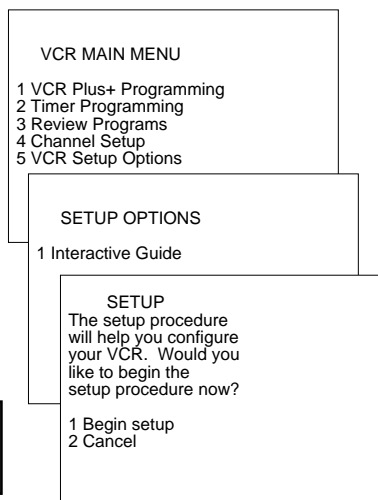 VCR MAIN MENU
1 VCR Plus+ Programming
2 Timer Programming
3 Review Programs
4 Channel Setup
5 VCR Setup Options
SETUP OPTIONS
1 Interactive Guide
SETUP
The setup procedure
will help you configure
your VCR. Would you
like to begin the
setup procedure now?
1 Begin setup
2 Cancel